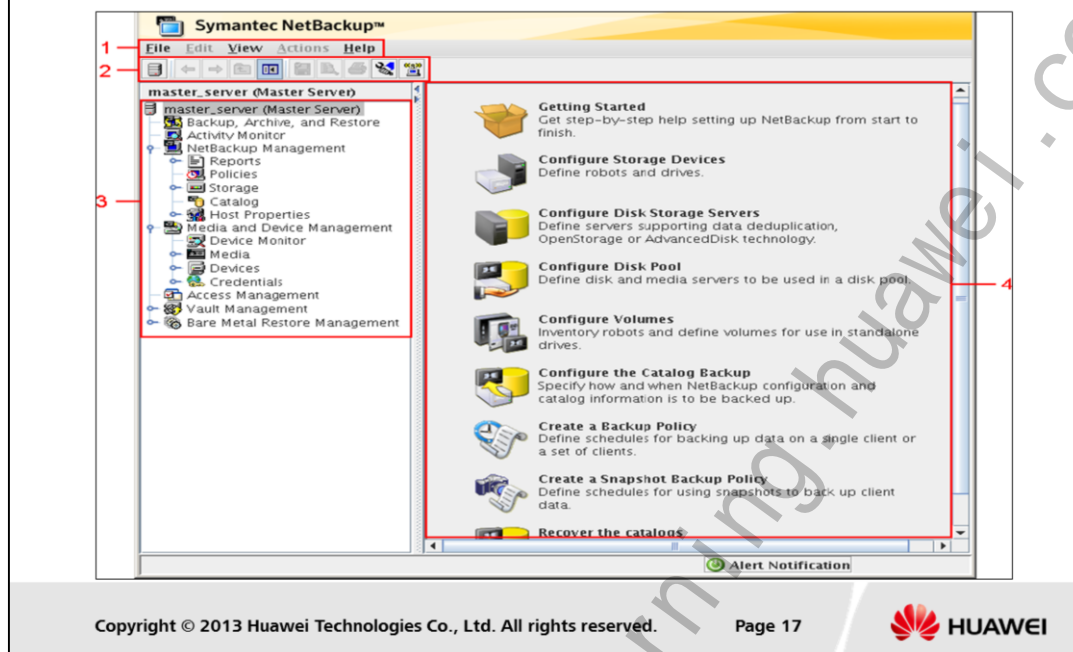 Symantec NetBackup™
1
File Edit View Actions Help
2
master_server (Master Server)
3
master_server (Master Server)
Backup, Archive, and Restore
Activity Monitor
NetBackup Management
Reports
Policies
Storage
Catalog
Host Properties
Media and Device Management
Device Monitor
Media
Devices
Credentials
Access Management
Vault Management
Bare Metal Restore Management
4
Getting Started
Get step-by-step help setting up NetBackup from start to
finish.
Configure Storage Devices
Define robots and drives.
Configure Disk Storage Servers
Define servers supporting data deduplication,
OpenStorage or AdvancedDisk technology.
Configure Disk Pool
Define disk and media servers to be used in a disk pool.
Configure Volumes
Inventory robots and define volumes for use in standalone
drives.
Configure the Catalog Backup
Specify how and when NetBackup configuration and
catalog information is to be backed up.
Create a Backup Policy
Define schedules for backing up data on a single client or
a set of clients.
Create a Snapshot Backup Policy
Define schedules for using snapshots to back up client
data.
Recover the catalogs
Alert Notification
Copyright © 2013 Huawei Technologies Co., Ltd. All rights reserved.
Page 17
HUAWEI
rning.huawei.co